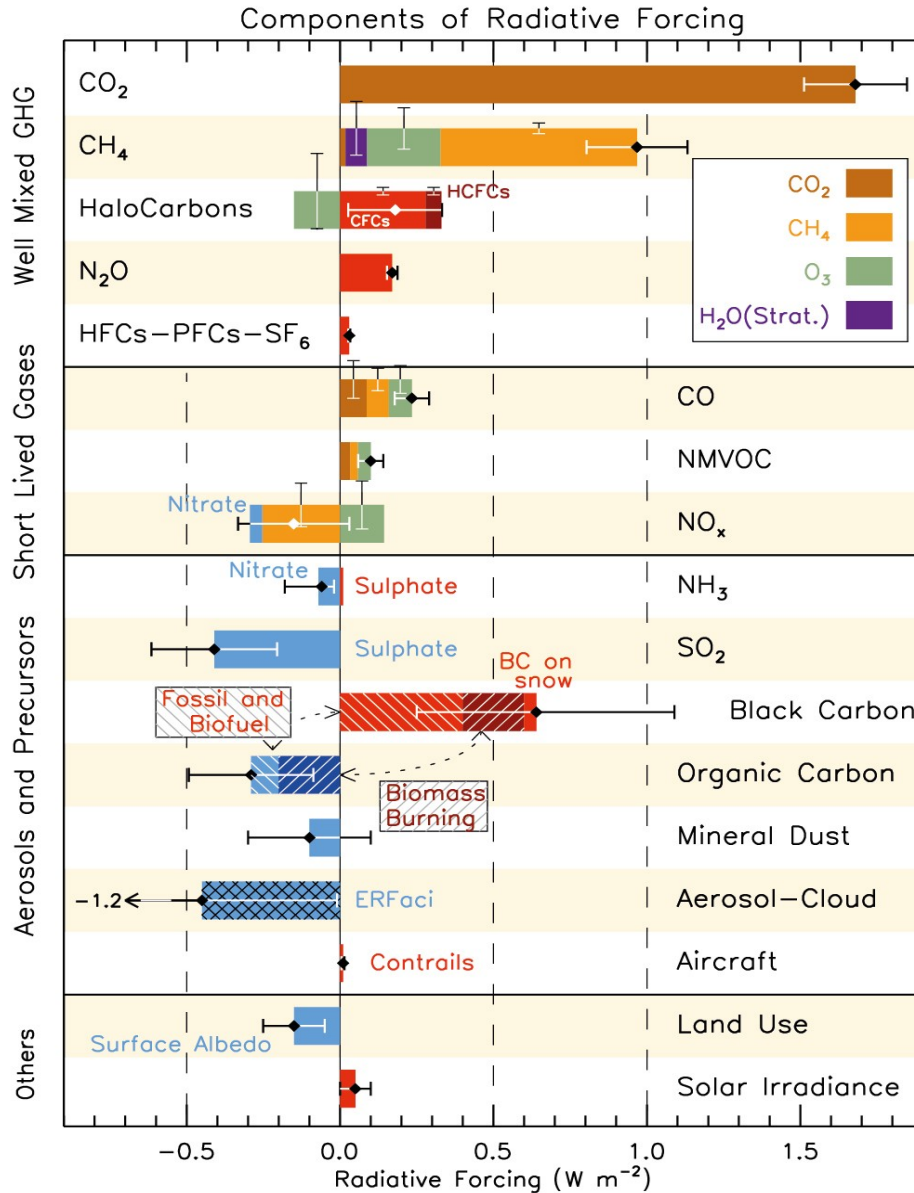 Components of Radiative Forcing
Well Mixed GHG
CO₂
CH₄
HaloCarbons
HCFCs
CFCs
N₂O
HFCs–PFCs–SF₆
CO₂
CH₄
O₃
H₂O(Strat.)
Short Lived Gases
CO
NMVOC
Nitrate
NOₓ
Aerosols and Precursors
Nitrate
Sulphate
NH₃
Sulphate
SO₂
BC on
snow
Fossil and
Biofuel
Black Carbon
Organic Carbon
Biomass
Burning
Mineral Dust
-1.2
ERFaci
Aerosol–Cloud
Contrails
Aircraft
Others
Land Use
Surface Albedo
Solar Irradiance
−0.5 0.0 0.5 1.0 1.5
Radiative Forcing (W m⁻²)